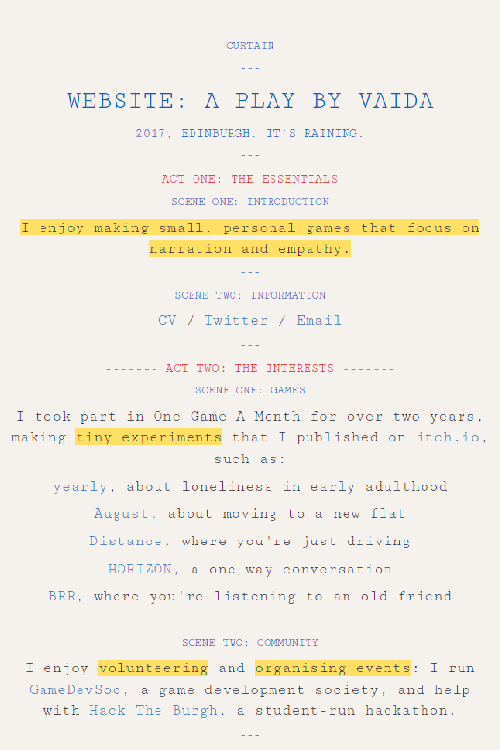 CURTAIN
---
WEBSITE: A PLAY BY VAIDA
2017, EDINBURGH. IT'S RAINING.
---
ACT ONE: THE ESSENTIALS
SCENE ONE: INTRODUCTION
I enjoy making small, personal games that focus on
narration and empathy.
---
SCENE TWO: INFORMATION
CV / Twitter / Email
---
------- ACT TWO: THE INTERESTS -------
SCENE ONE: GAMES
I took part in One Game A Month for over two years,
making tiny experiments that I published on itch.io,
such as:
yearly, about loneliness in early adulthood
August, about moving to a new flat
Distance, where you're just driving
HORIZON, a one way conversation
BRR, where you're listening to an old friend
SCENE TWO: COMMUNITY
I enjoy volunteering and organising events: I run
GameDevSoc, a game development society, and help
with Hack The Burgh, a student-run hackathon.
---